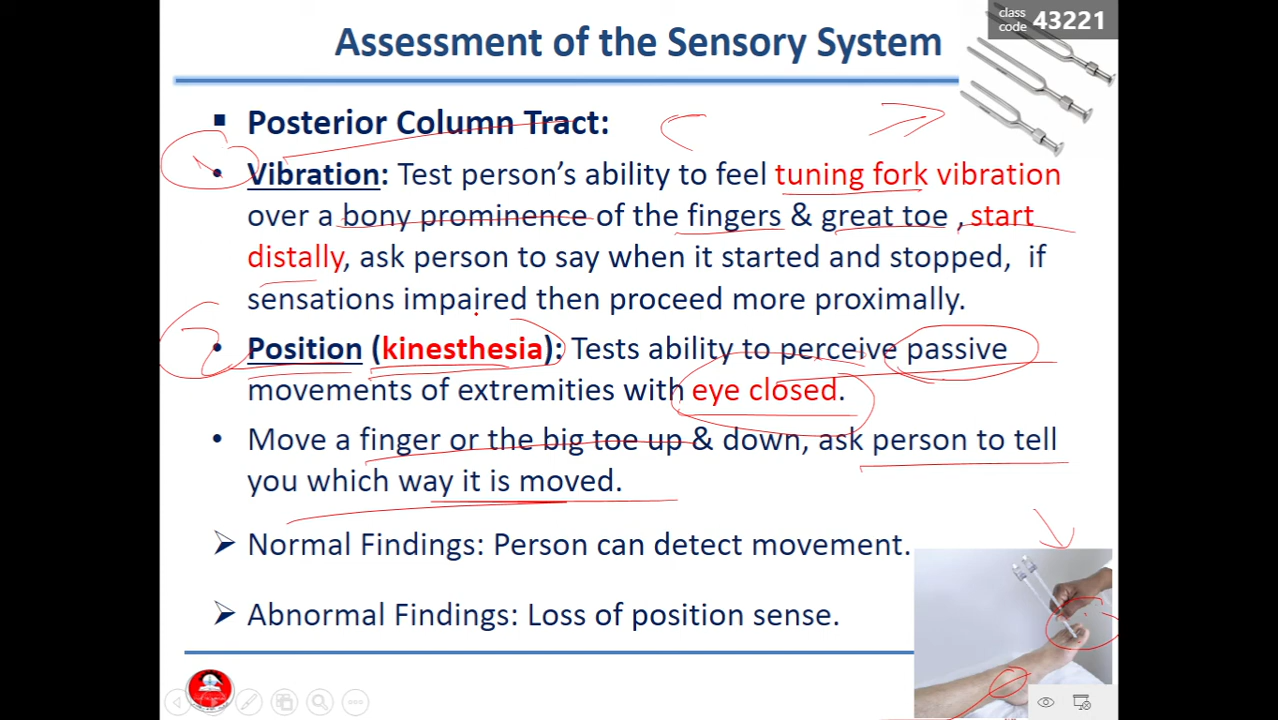 class
code 43221
Assessment of the Sensory System
▪ Posterior Column Tract:
• Vibration: Test person's ability to feel tuning fork vibration
over a bony prominence of the fingers & great toe , start
distally, ask person to say when it started and stopped, if
sensations impaired then proceed more proximally.
• Position (kinesthesia): Tests ability to perceive passive
movements of extremities with eye closed.
• Move a finger or the big toe up & down, ask person to tell
you which way it is moved.
➢ Normal Findings: Person can detect movement.
➢ Abnormal Findings: Loss of position sense.